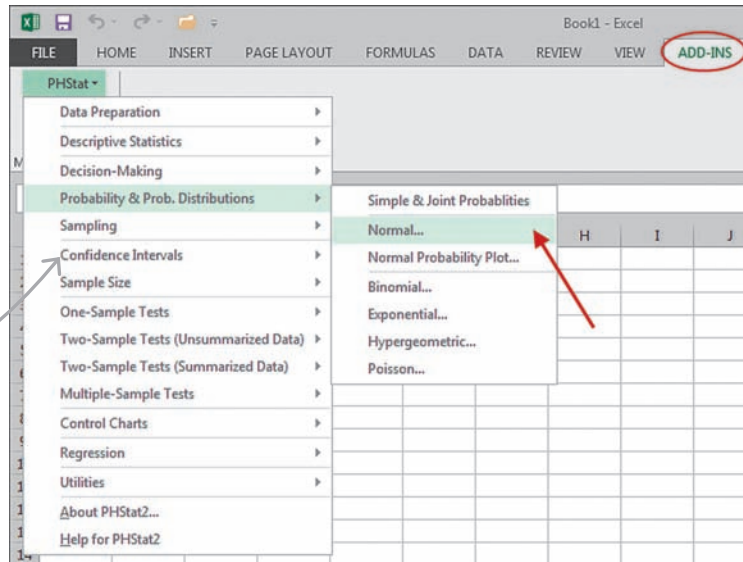 Book1 - Excel
FILE HOME INSERT PAGE LAYOUT FORMULAS DATA REVIEW VIEW ADD-INS
PHStat
Data Preparation
Descriptive Statistics
Decision-Making
Probability & Prob. Distributions
Sampling
Confidence Intervals
Sample Size
One-Sample Tests
Two-Sample Tests (Unsummarized Data)
Two-Sample Tests (Summarized Data)
Multiple-Sample Tests
Control Charts
Regression
Utilities
About PHStat2...
Help for PHStat2
Simple & Joint Probablities
Normal...
Normal Probability Plot...
Binomial...
Exponential...
Hypergeometric...
Poisson...
H I J
14